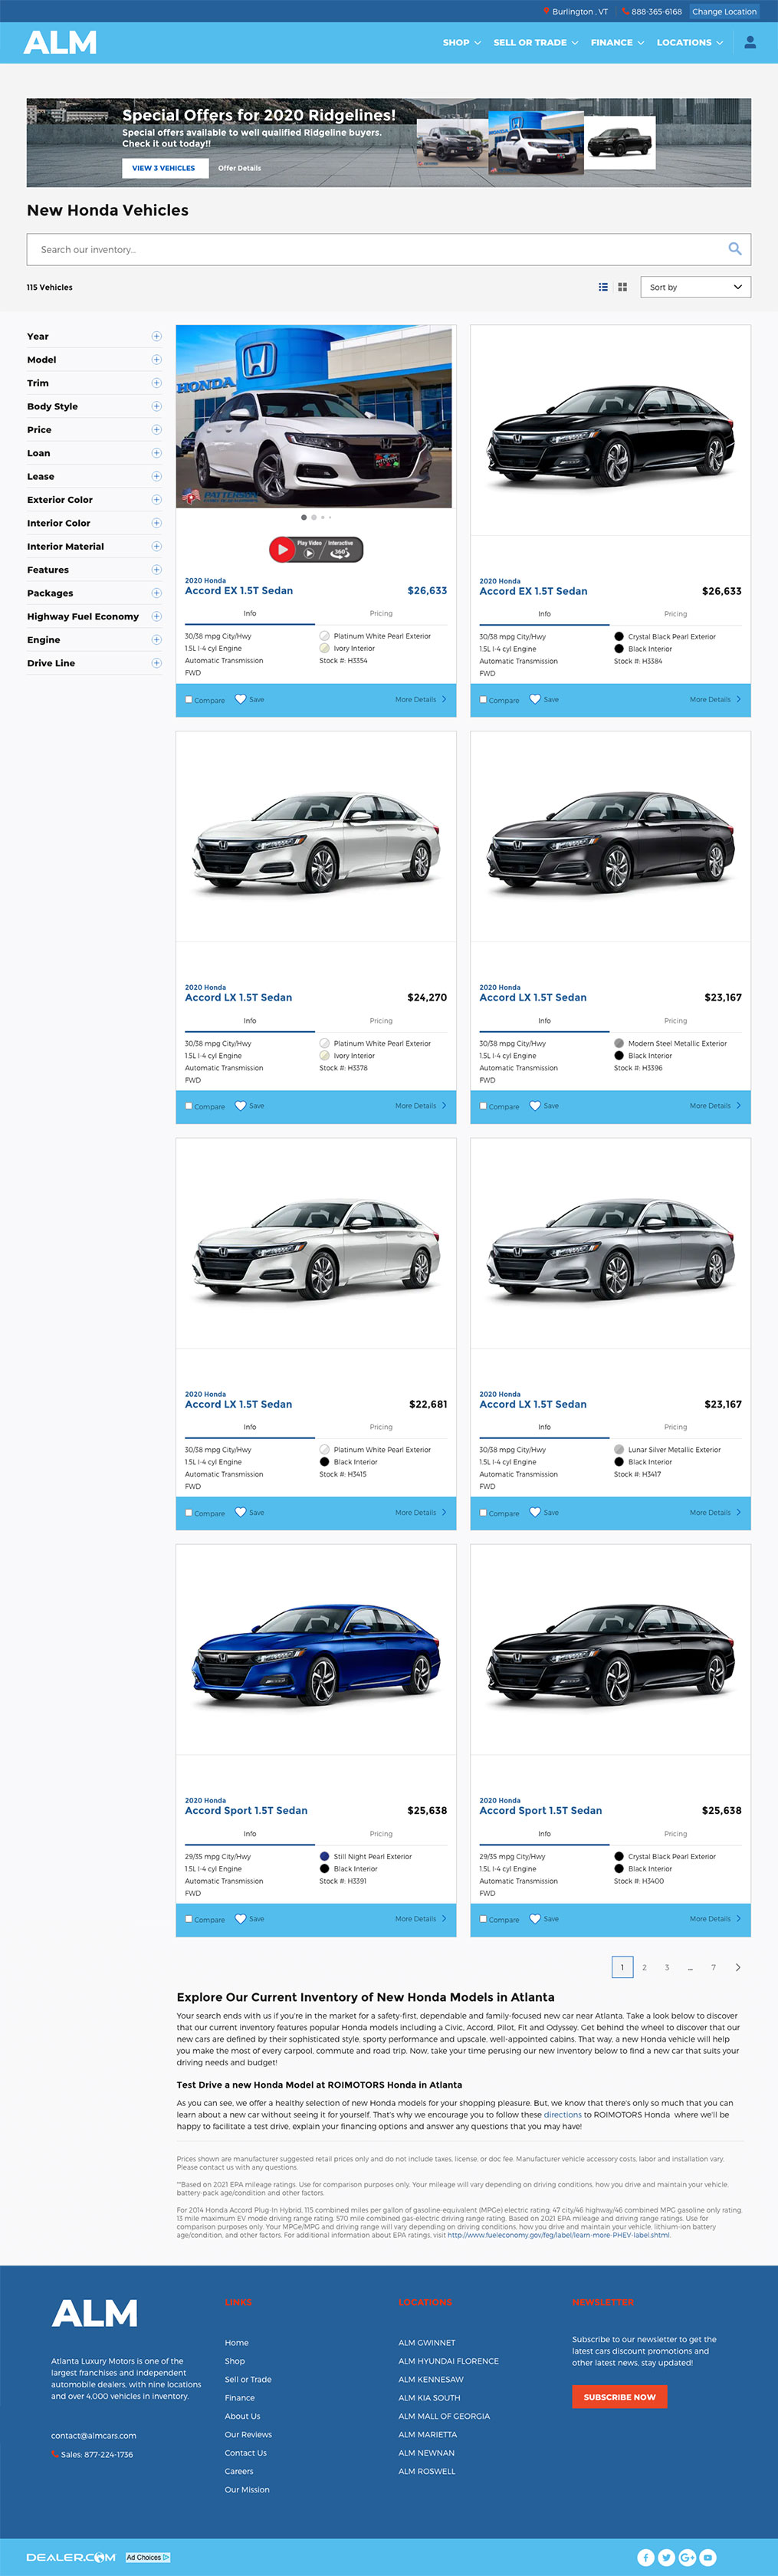 Burlington , VT 888-365-6168 Change Location
ALM SHOP SELL OR TRADE FINANCE LOCATIONS
Special Offers for 2020 Ridgelines!
Special offers available to well qualified Ridgeline buyers.
Check it out today!!
VIEW 3 VEHICLES Offer Details
New Honda Vehicles
Search our inventory...
115 Vehicles Sort by
Year
Model
Trim
Body Style
Price
Loan
Lease
Exterior Color
Interior Color
Interior Material
Features
Packages
Highway Fuel Economy
Engine
Drive Line
HONDA
PATTERSON
Play Video / Interactive
360°
2020 Honda
Accord EX 1.5T Sedan $26,633
Info Pricing
30/38 mpg City/Hwy Platinum White Pearl Exterior
1.5L I-4 cyl Engine Ivory Interior
Automatic Transmission Stock #: H3354
FWD
Compare Save More Details
2020 Honda
Accord EX 1.5T Sedan $26,633
Info Pricing
30/38 mpg City/Hwy Crystal Black Pearl Exterior
1.5L I-4 cyl Engine Black Interior
Automatic Transmission Stock #: H3384
FWD
Compare Save More Details
2020 Honda
Accord LX 1.5T Sedan $24,270
Info Pricing
30/38 mpg City/Hwy Platinum White Pearl Exterior
1.5L I-4 cyl Engine Ivory Interior
Automatic Transmission Stock #: H3378
FWD
Compare Save More Details
2020 Honda
Accord LX 1.5T Sedan $23,167
Info Pricing
30/38 mpg City/Hwy Modern Steel Metallic Exterior
1.5L I-4 cyl Engine Black Interior
Automatic Transmission Stock #: H3396
FWD
Compare Save More Details
2020 Honda
Accord LX 1.5T Sedan $22,681
Info Pricing
30/38 mpg City/Hwy Platinum White Pearl Exterior
1.5L I-4 cyl Engine Black Interior
Automatic Transmission Stock #: H3415
FWD
Compare Save More Details
2020 Honda
Accord LX 1.5T Sedan $23,167
Info Pricing
30/38 mpg City/Hwy Lunar Silver Metallic Exterior
1.5L I-4 cyl Engine Black Interior
Automatic Transmission Stock #: H3417
FWD
Compare Save More Details
2020 Honda
Accord Sport 1.5T Sedan $25,638
Info Pricing
29/35 mpg City/Hwy Still Night Pearl Exterior
1.5L I-4 cyl Engine Black Interior
Automatic Transmission Stock #: H3391
FWD
Compare Save More Details
2020 Honda
Accord Sport 1.5T Sedan $25,638
Info Pricing
29/35 mpg City/Hwy Crystal Black Pearl Exterior
1.5L I-4 cyl Engine Black Interior
Automatic Transmission Stock #: H3400
FWD
Compare Save More Details
1 2 3 ... 7
Explore Our Current Inventory of New Honda Models in Atlanta
Your search ends with us if you're in the market for a safety-first, dependable and family-focused new car near Atlanta. Take a look below to discover
that our current inventory features popular Honda models including a Civic, Accord, Pilot, Fit and Odyssey. Get behind the wheel to discover that our
new cars are defined by their sophisticated style, sporty performance and upscale, well-appointed cabins. That way, a new Honda vehicle will help
you make the most of every carpool, commute and road trip. Now, take your time perusing our new inventory below to find a new car that suits your
driving needs and budget!
Test Drive a new Honda Model at ROIMOTORS Honda in Atlanta
As you can see, we offer a healthy selection of new Honda models for your shopping pleasure. But, we know that there's only so much that you can
learn about a new car without seeing it for yourself. That's why we encourage you to follow these directions to ROIMOTORS Honda where we'll be
happy to facilitate a test drive, explain your financing options and answer any questions that you may have!
Prices shown are manufacturer suggested retail prices only and do not include taxes, license, or doc fee. Manufacturer vehicle accessory costs, labor and installation vary.
Please contact us with any questions.
**Based on 2021 EPA mileage ratings. Use for comparison purposes only. Your mileage will vary depending on driving conditions, how you drive and maintain your vehicle,
battery-pack age/condition and other factors.
For 2014 Honda Accord Plug-In Hybrid, 115 combined miles per gallon of gasoline-equivalent (MPGe) electric rating; 47 city/46 highway/46 combined MPG gasoline only rating.
13 mile maximum EV mode driving range rating. 570 mile combined gas-electric driving range rating. Based on 2021 EPA mileage and driving range ratings. Use for
comparison purposes only. Your MPGe/MPG and driving range will vary depending on driving conditions, how you drive and maintain your vehicle, lithium-ion battery
age/condition, and other factors. For additional information about EPA ratings, visit http://www.fueleconomy.gov/feg/label/learn-more-PHEV-label.shtml.
ALM
Atlanta Luxury Motors is one of the
largest franchises and independent
automobile dealers, with nine locations
and over 4,000 vehicles in inventory.
contact@almcars.com
Sales: 877-224-1736
LINKS
Home
Shop
Sell or Trade
Finance
About Us
Our Reviews
Contact Us
Careers
Our Mission
LOCATIONS
ALM GWINNET
ALM HYUNDAI FLORENCE
ALM KENNESAW
ALM KIA SOUTH
ALM MALL OF GEORGIA
ALM MARIETTA
ALM NEWNAN
ALM ROSWELL
NEWSLETTER
Subscribe to our newsletter to get the
latest cars discount promotions and
other latest news, stay updated!
SUBSCRIBE NOW
DEALER.COM Ad Choices